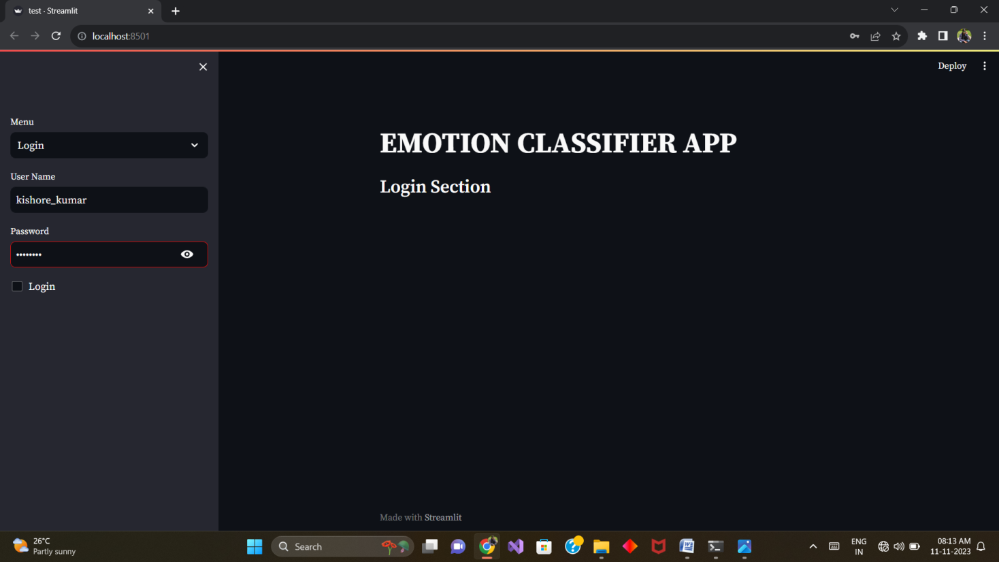 test · Streamlit
localhost:8501
Deploy
Menu
Login
User Name
kishore_kumar
Password
••••••••
Login
EMOTION CLASSIFIER APP
Login Section
Made with Streamlit
26°C
Partly sunny
Search
ENG
IN
08:13 AM
11-11-2023